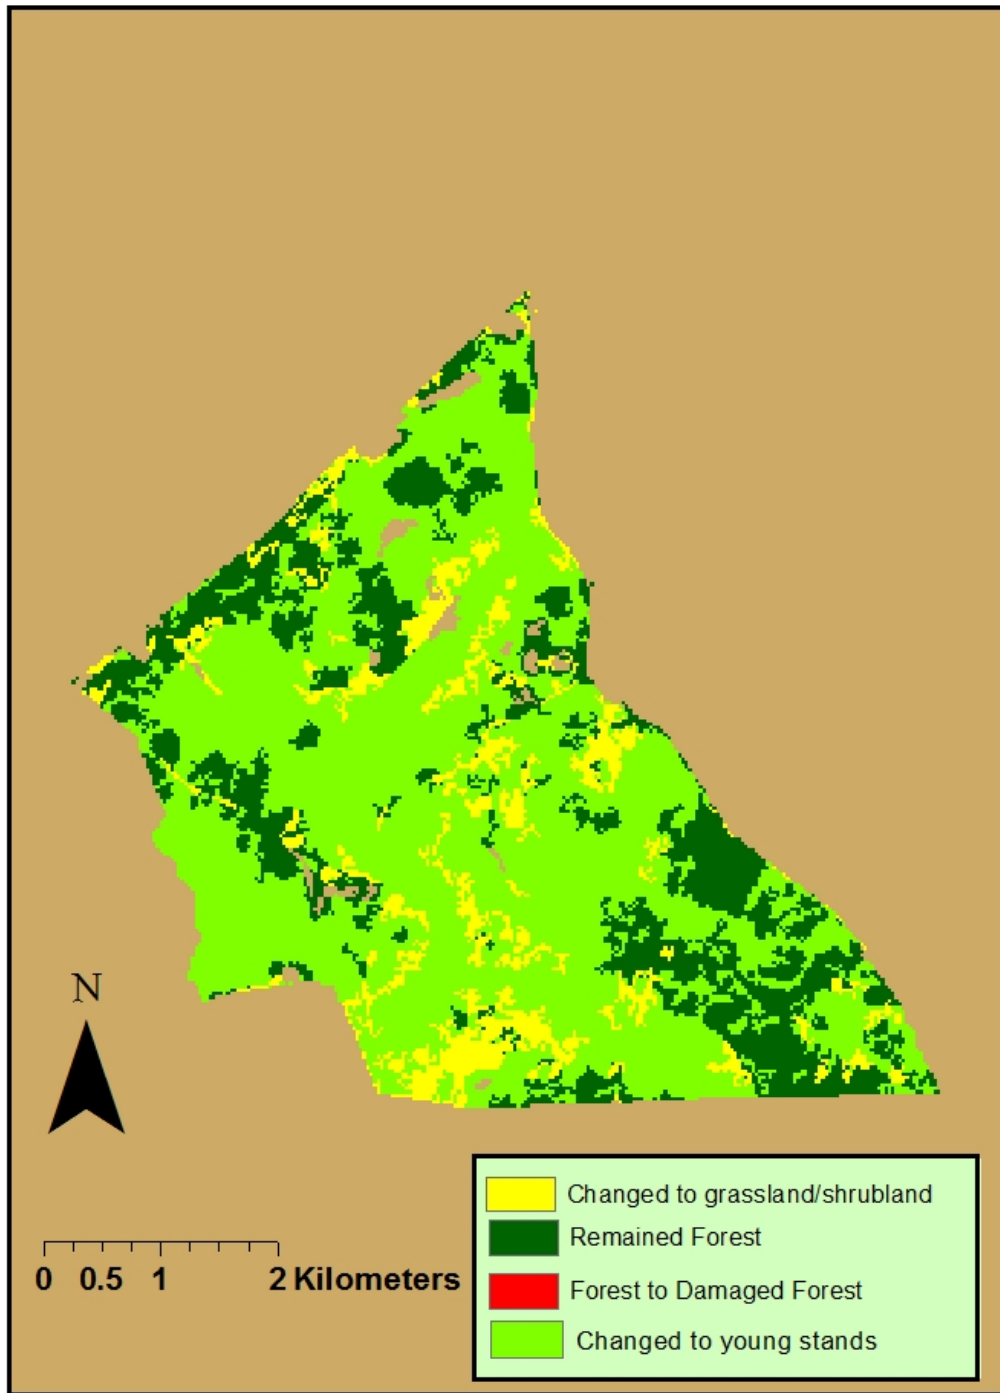 N
0 0.5 1 2 Kilometers
Changed to grassland/shrubland
Remained Forest
Forest to Damaged Forest
Changed to young stands